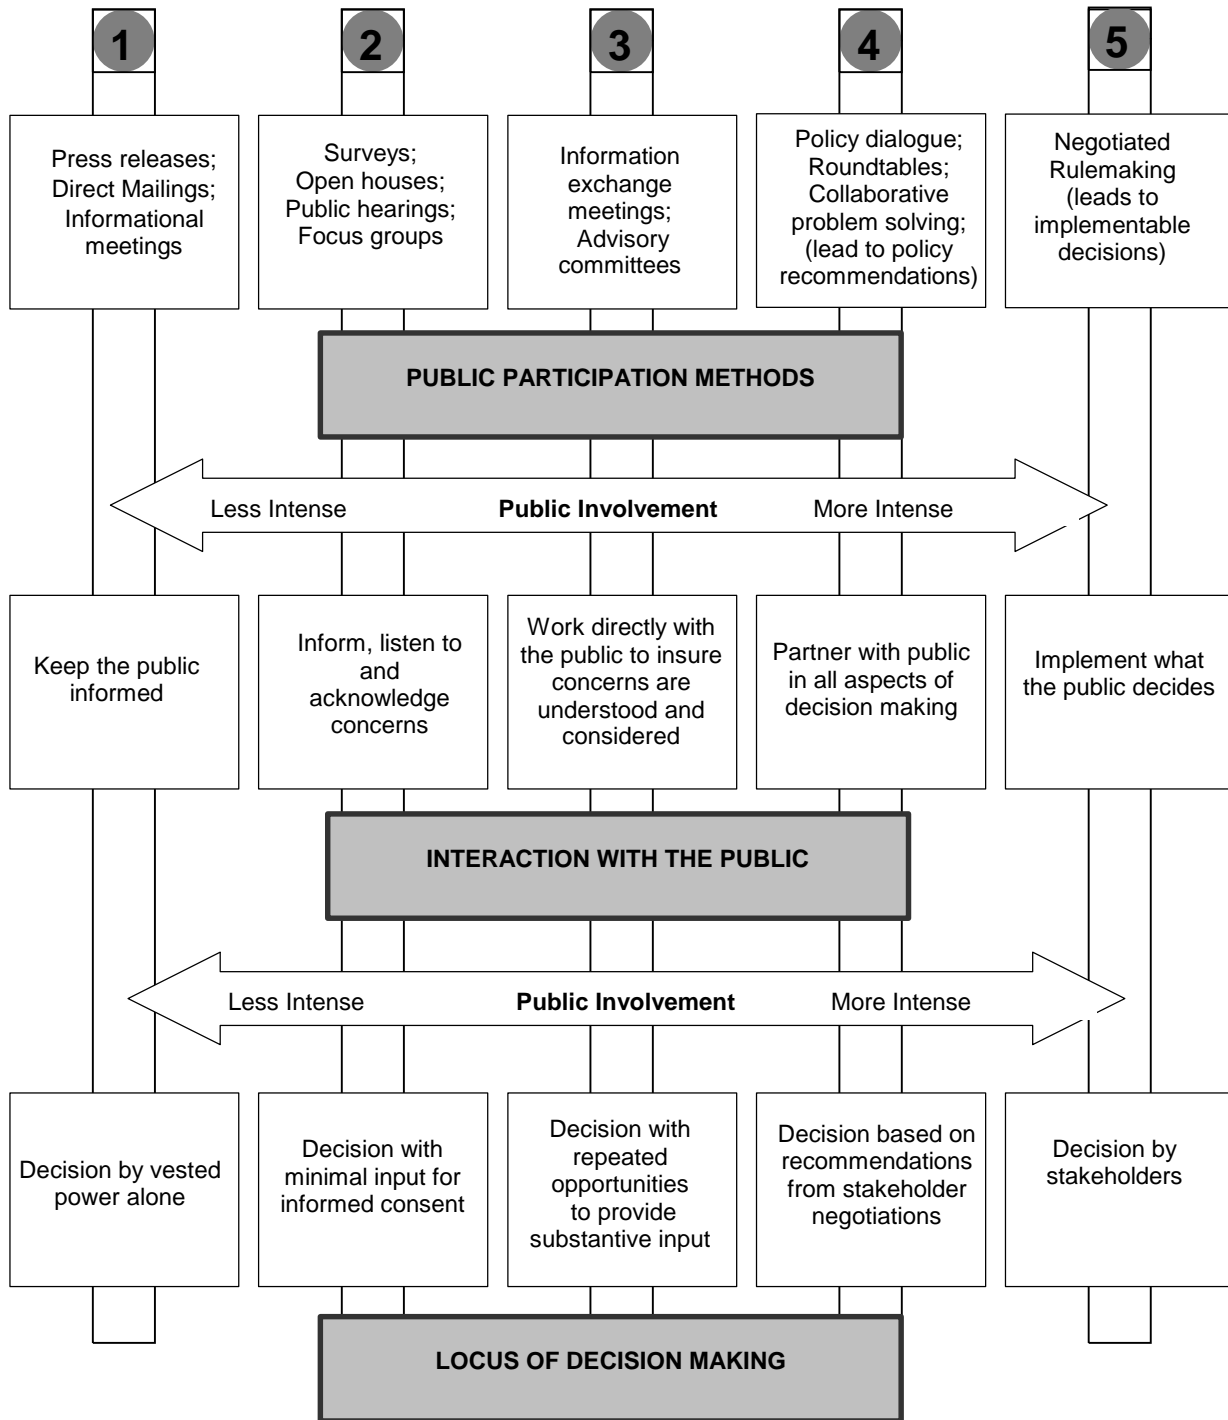 1
2
3
4
5
Press releases;
Direct Mailings;
Informational
meetings
Surveys;
Open houses;
Public hearings;
Focus groups
Information
exchange
meetings;
Advisory
committees
Policy dialogue;
Roundtables;
Collaborative
problem solving;
(lead to policy
recommendations)
Negotiated
Rulemaking
(leads to
implementable
decisions)
PUBLIC PARTICIPATION METHODS
Less Intense Public Involvement More Intense
Keep the public
informed
Inform, listen to
and
acknowledge
concerns
Work directly with
the public to insure
concerns are
understood and
considered
Partner with public
in all aspects of
decision making
Implement what
the public decides
INTERACTION WITH THE PUBLIC
Less Intense Public Involvement More Intense
Decision by vested
power alone
Decision with
minimal input for
informed consent
Decision with
repeated
opportunities
to provide
substantive input
Decision based on
recommendations
from stakeholder
negotiations
Decision by
stakeholders
LOCUS OF DECISION MAKING